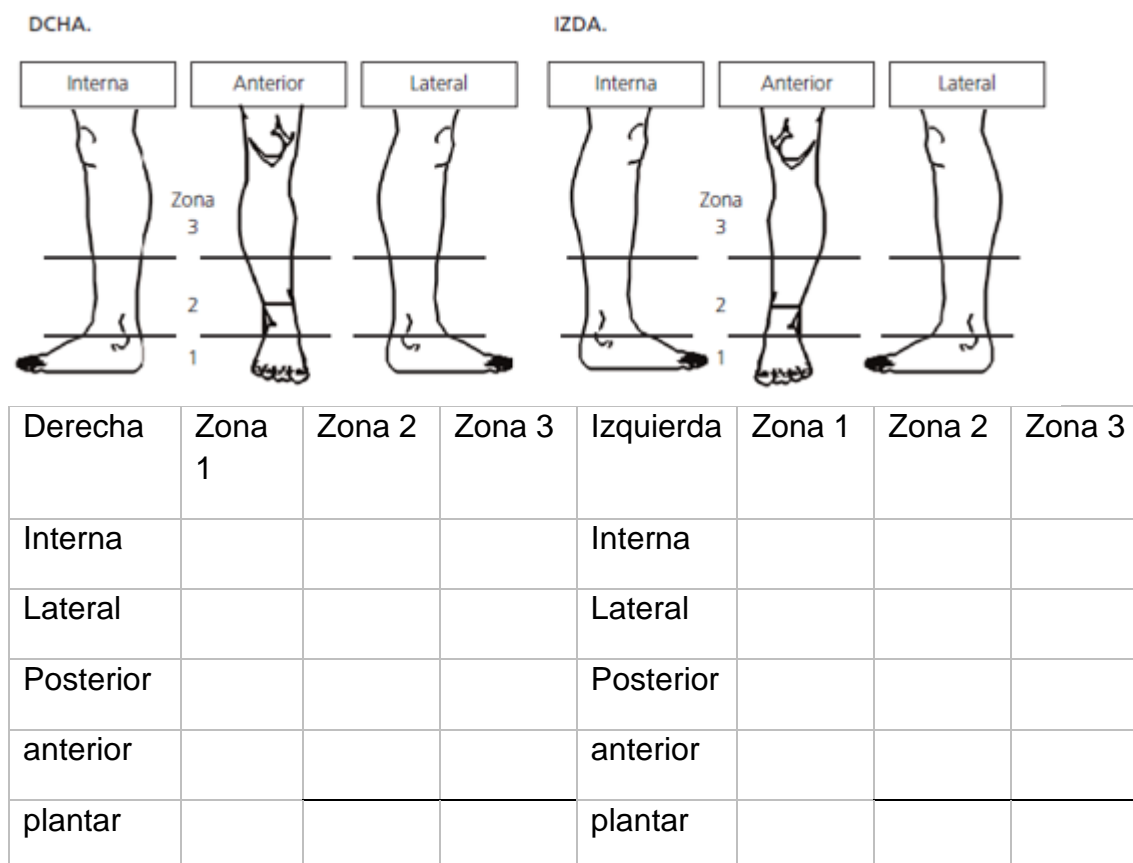 DCHA. IZDA.
Interna Anterior Lateral Interna Anterior Lateral
Zona Zona
3 3
2 2
1 1
Derecha Zona 1 Zona 2 Zona 3 Izquierda Zona 1 Zona 2 Zona 3
Interna Interna
Lateral Lateral
Posterior Posterior
anterior anterior
plantar plantar